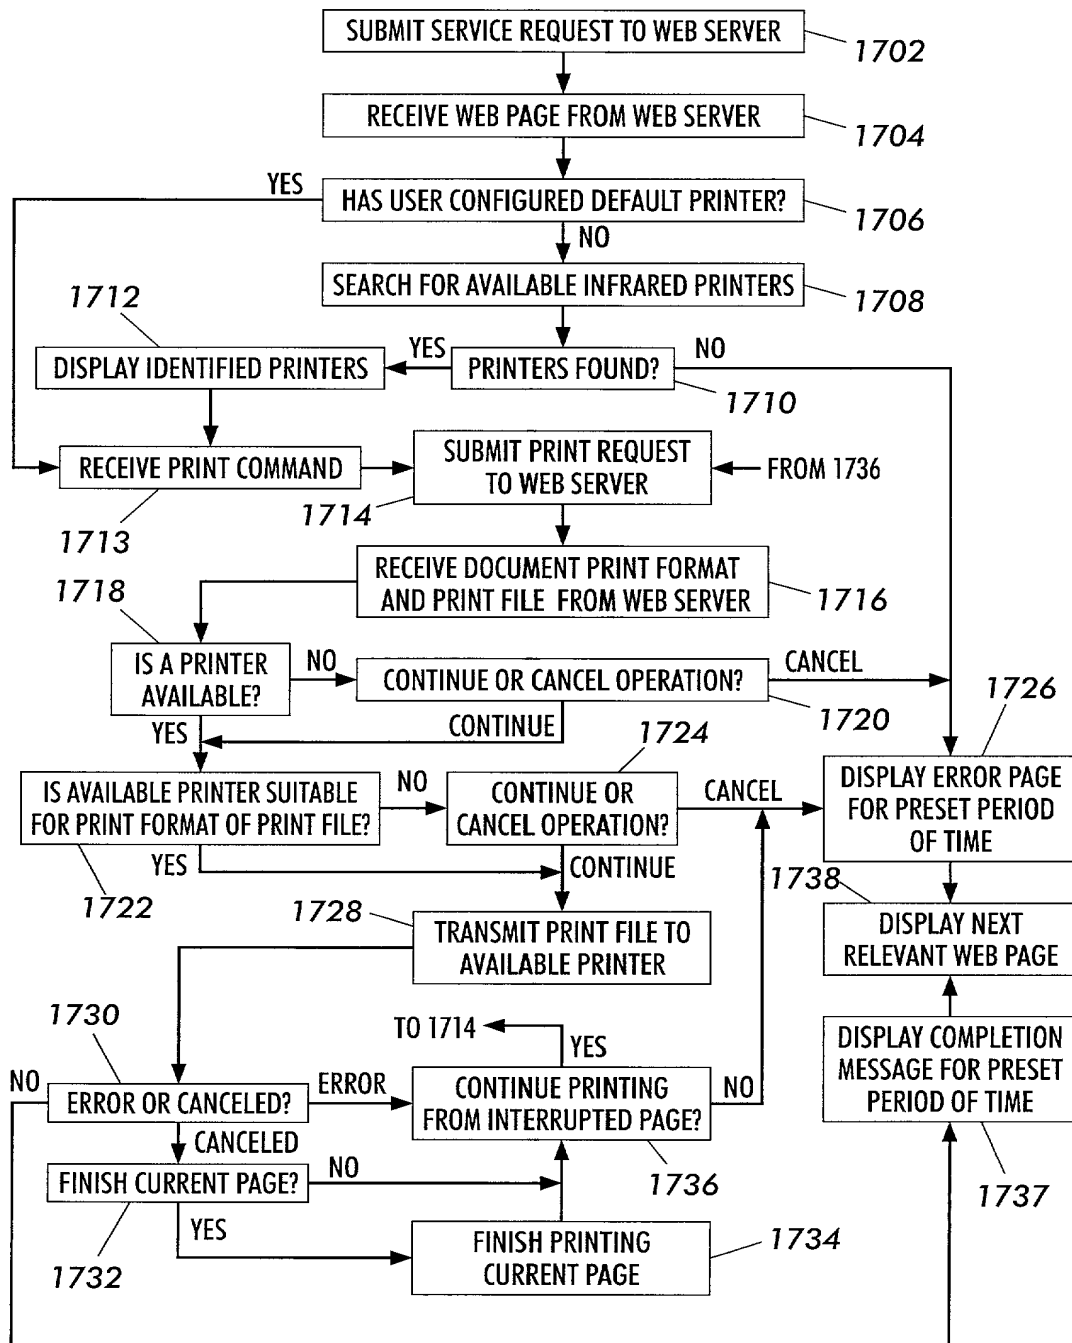 SUBMIT SERVICE REQUEST TO WEB SERVER
1702
RECEIVE WEB PAGE FROM WEB SERVER
1704
YES
HAS USER CONFIGURED DEFAULT PRINTER?
1706
NO
SEARCH FOR AVAILABLE INFRARED PRINTERS
1708
1712
DISPLAY IDENTIFIED PRINTERS
YES
PRINTERS FOUND?
NO
1710
RECEIVE PRINT COMMAND
1713
SUBMIT PRINT REQUEST
TO WEB SERVER
FROM 1736
1714
RECEIVE DOCUMENT PRINT FORMAT
AND PRINT FILE FROM WEB SERVER
1716
1718
IS A PRINTER
AVAILABLE?
NO
CONTINUE OR CANCEL OPERATION?
CANCEL
1720
YES
CONTINUE
1724
1726
IS AVAILABLE PRINTER SUITABLE
FOR PRINT FORMAT OF PRINT FILE?
NO
CONTINUE OR
CANCEL OPERATION?
CANCEL
DISPLAY ERROR PAGE
FOR PRESET PERIOD
OF TIME
YES
CONTINUE
1722
1738
DISPLAY NEXT
RELEVANT WEB PAGE
1728
TRANSMIT PRINT FILE TO
AVAILABLE PRINTER
1730
TO 1714
YES
NO
ERROR OR CANCELED?
ERROR
CONTINUE PRINTING
FROM INTERRUPTED PAGE?
NO
DISPLAY COMPLETION
MESSAGE FOR PRESET
PERIOD OF TIME
CANCELED
FINISH CURRENT PAGE?
NO
1736
1737
YES
1732
FINISH PRINTING
CURRENT PAGE
1734